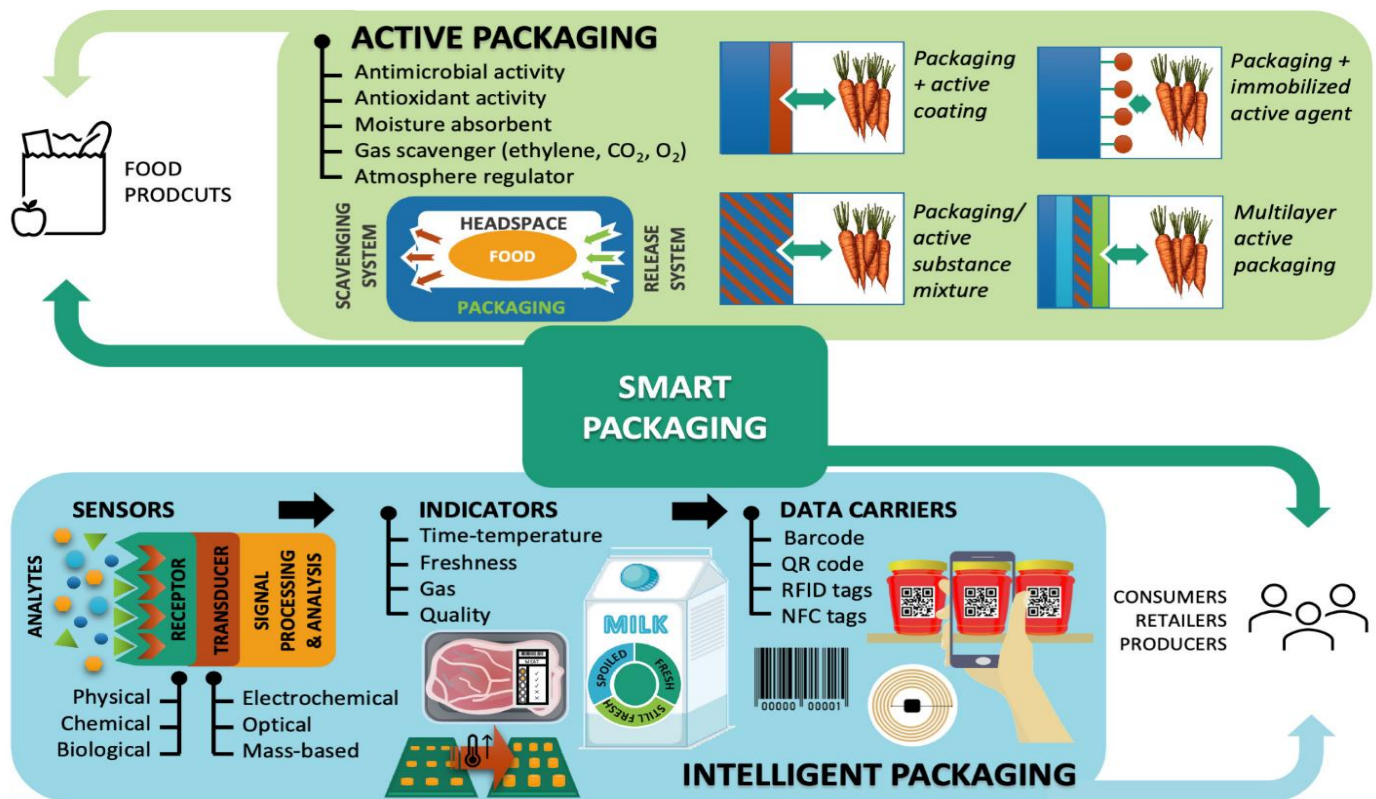 ACTIVE PACKAGING
Antimicrobial activity
Antioxidant activity
Moisture absorbent
Gas scavenger (ethylene, CO₂, O₂)
Atmosphere regulator
FOOD
PRODCUTS
SCAVENGING
SYSTEM
HEADSPACE
FOOD
PACKAGING
RELEASE
SYSTEM
Packaging
+ active
coating
Packaging +
immobilized
active agent
Packaging/
active
substance
mixture
Multilayer
active
packaging
SMART
PACKAGING
SENSORS
ANALYTES
RECEPTOR
TRANSDUCER
SIGNAL
PROCESSING
& ANALYSIS
Physical
Chemical
Biological
Electrochemical
Optical
Mass-based
INDICATORS
Time-temperature
Freshness
Gas
Quality
MEAT
MILK
SPOILED
FRESH
STILL FRESH
DATA CARRIERS
Barcode
QR code
RFID tags
NFC tags
00000 00001
INTELLIGENT PACKAGING
CONSUMERS
RETAILERS
PRODUCERS